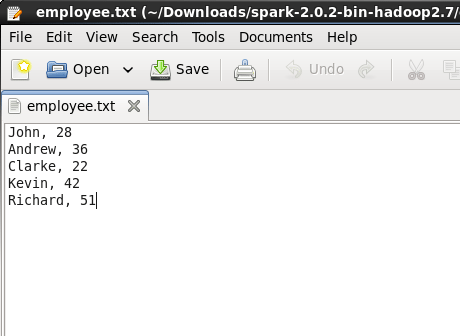 employee.txt (~/Downloads/spark-2.0.2-bin-hadoop2.7/
File Edit View Search Tools Documents Help
Open Save Undo
employee.txt
John, 28
Andrew, 36
Clarke, 22
Kevin, 42
Richard, 51